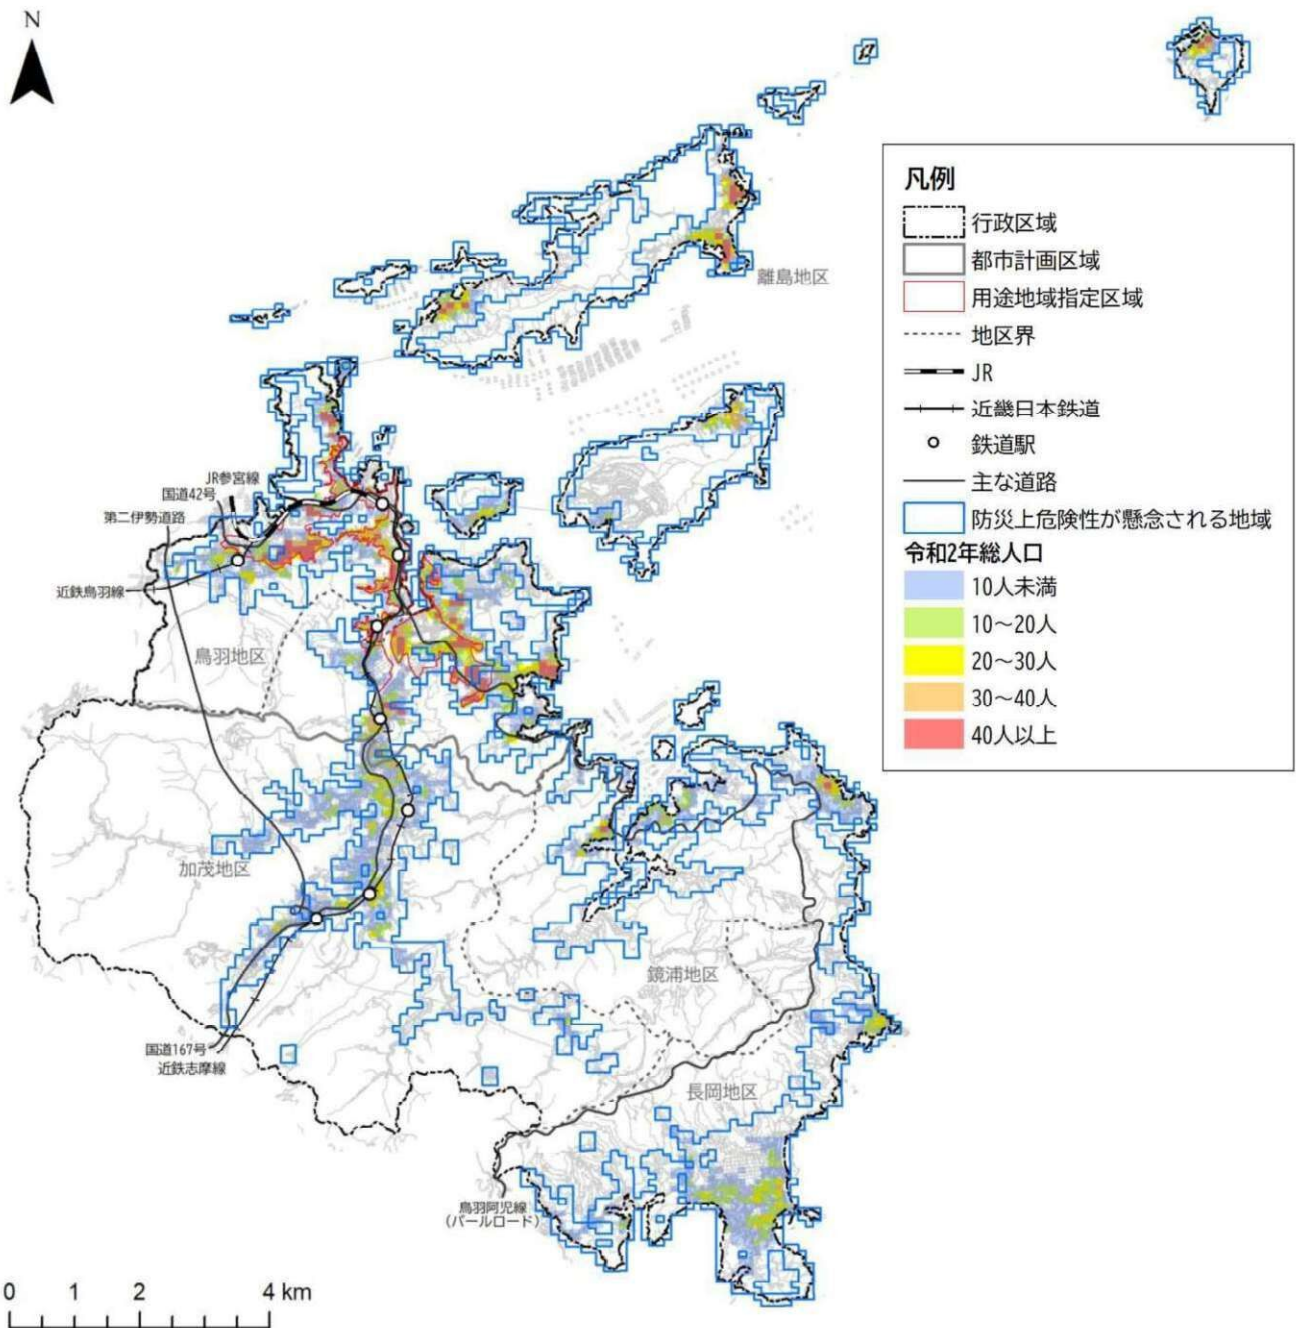 N
凡例
行政区域
都市計画区域
用途地域指定区域
地区界
JR
近畿日本鉄道
鉄道駅
主な道路
防災上危険性が懸念される地域
令和2年総人口
10人未満
10～20人
20～30人
30～40人
40人以上
離島地区
JR参宮線
国道42号
第二伊勢道路
近鉄鳥羽線
鳥羽地区
加茂地区
鏡浦地区
国道167号
近鉄志摩線
長岡地区
鳥羽阿児線
(パールロード)
0 1 2 4 km